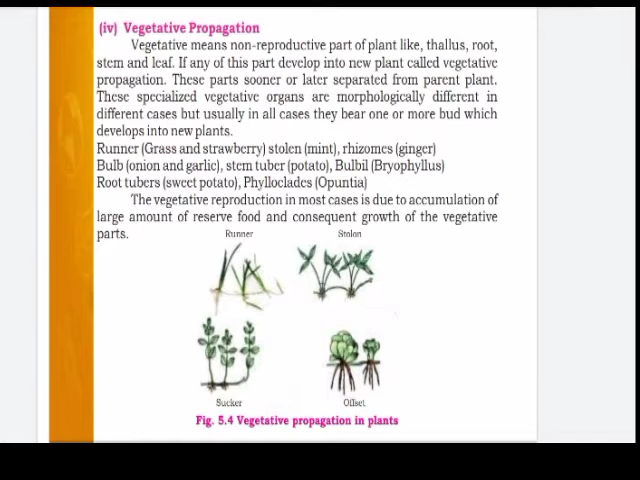 (iv) Vegetative Propagation
Vegetative means non-reproductive part of plant like, thallus, root,
stem and leaf. If any of this part develop into new plant called vegetative
propagation. These parts sooner or later separated from parent plant.
These specialized vegetative organs are morphologically different in
different cases but usually in all cases they bear one or more bud which
develops into new plants.
Runner (Grass and strawberry) stolen (mint), rhizomes (ginger)
Bulb (onion and garlic), stem tuber (potato), Bulbil (Bryophyllus)
Root tubers (sweet potato), Phylloclades (Opuntia)
The vegetative reproduction in most cases is due to accumulation of
large amount of reserve food and consequent growth of the vegetative
parts.
Runner Stolon
Sucker Offset
Fig. 5.4 Vegetative propagation in plants